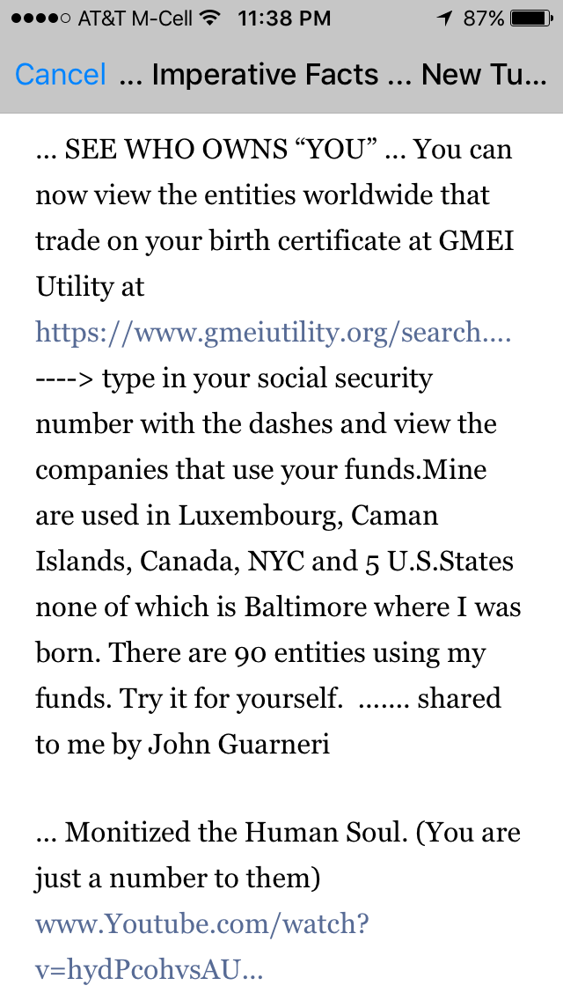 AT&T M-Cell 11:38 PM 87%
Cancel ... Imperative Facts ... New Tu...
... SEE WHO OWNS “YOU” ... You can
now view the entities worldwide that
trade on your birth certificate at GMEI
Utility at
https://www.gmeiutility.org/search....
----> type in your social security
number with the dashes and view the
companies that use your funds.Mine
are used in Luxembourg, Caman
Islands, Canada, NYC and 5 U.S.States
none of which is Baltimore where I was
born. There are 90 entities using my
funds. Try it for yourself.  ....... shared
to me by John Guarneri
... Monitized the Human Soul. (You are
just a number to them)
www.Youtube.com/watch?
v=hydPcohvsAU...